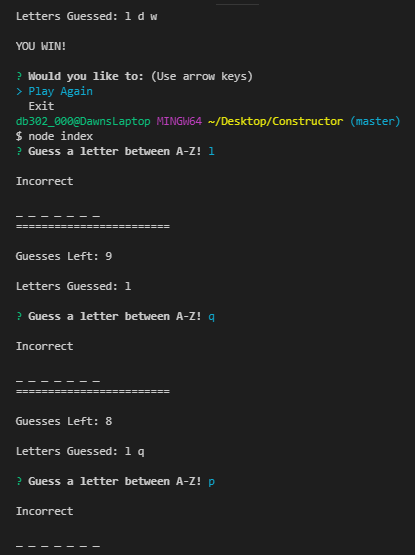 Letters Guessed: l d w
YOU WIN!
? Would you like to: (Use arrow keys)
> Play Again
  Exit
db302_000@DawnsLaptop MINGW64 ~/Desktop/Constructor (master)
$ node index
? Guess a letter between A-Z! l
Incorrect
_ _ _ _ _ _ _
========================
Guesses Left: 9
Letters Guessed: l
? Guess a letter between A-Z! q
Incorrect
_ _ _ _ _ _ _
========================
Guesses Left: 8
Letters Guessed: l q
? Guess a letter between A-Z! p
Incorrect
_ _ _ _ _ _ _